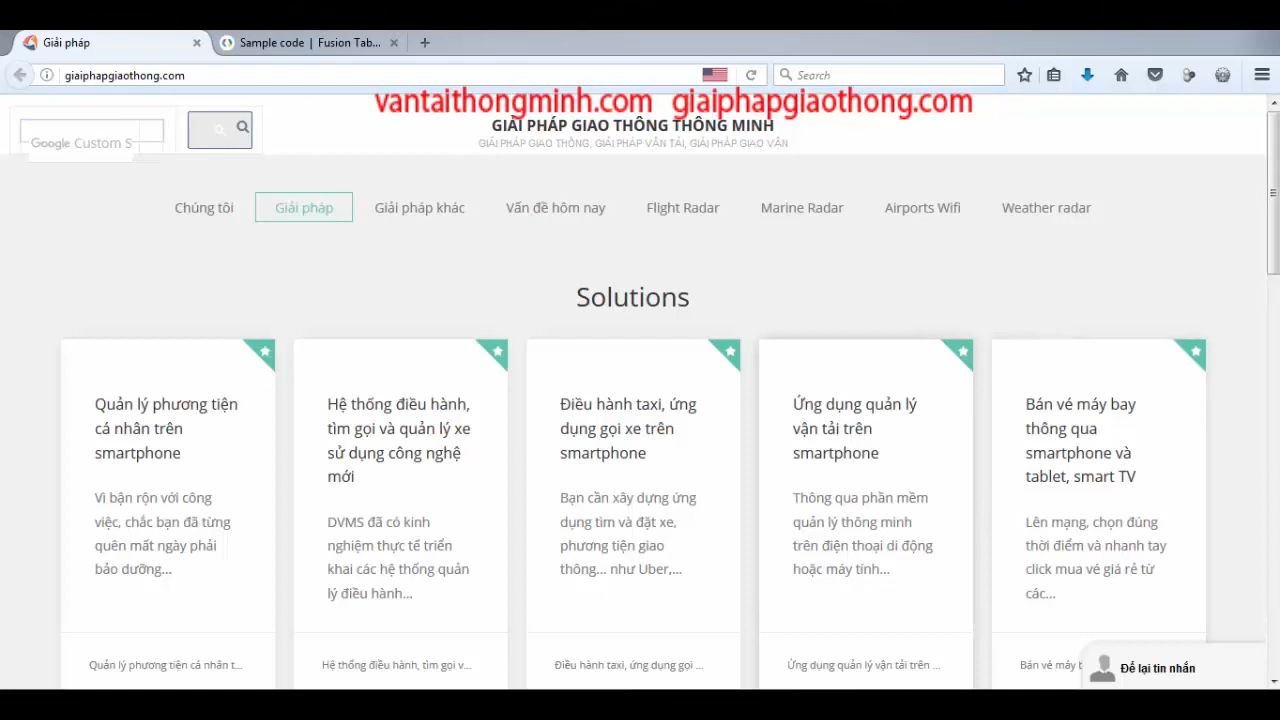 Giải pháp
Sample code | Fusion Tab...
giaiphapgiaothong.com
Search
vantaithongminh.com giaiphapgiaothong.com
Google Custom S
GIẢI PHÁP GIAO THÔNG THÔNG MINH
GIẢI PHÁP GIAO THÔNG, GIẢI PHÁP VẬN TẢI, GIẢI PHÁP GIAO VẬN
Chúng tôi
Giải pháp
Giải pháp khác
Vấn đề hôm nay
Flight Radar
Marine Radar
Airports Wifi
Weather radar
Solutions
Quản lý phương tiện
cá nhân trên
smartphone
Vì bận rộn với công
việc, chắc bạn đã từng
quên mất ngày phải
bảo dưỡng...
Quản lý phương tiện cá nhân t...
Hệ thống điều hành,
tìm gọi và quản lý xe
sử dụng công nghệ
mới
DVMS đã có kinh
nghiệm thực tế triển
khai các hệ thống quản
lý điều hành...
Hệ thống điều hành, tìm gọi v...
Điều hành taxi, ứng
dụng gọi xe trên
smartphone
Bạn cần xây dựng ứng
dụng tìm và đặt xe,
phương tiện giao
thông... như Uber,...
Điều hành taxi, ứng dụng gọi ...
Ứng dụng quản lý
vận tải trên
smartphone
Thông qua phần mềm
quản lý thông minh
trên điện thoại di động
hoặc máy tính...
Ứng dụng quản lý vận tải trên ...
Bán vé máy bay
thông qua
smartphone và
tablet, smart TV
Lên mạng, chọn đúng
thời điểm và nhanh tay
click mua vé giá rẻ từ
các...
Bán vé máy b
Để lại tin nhắn